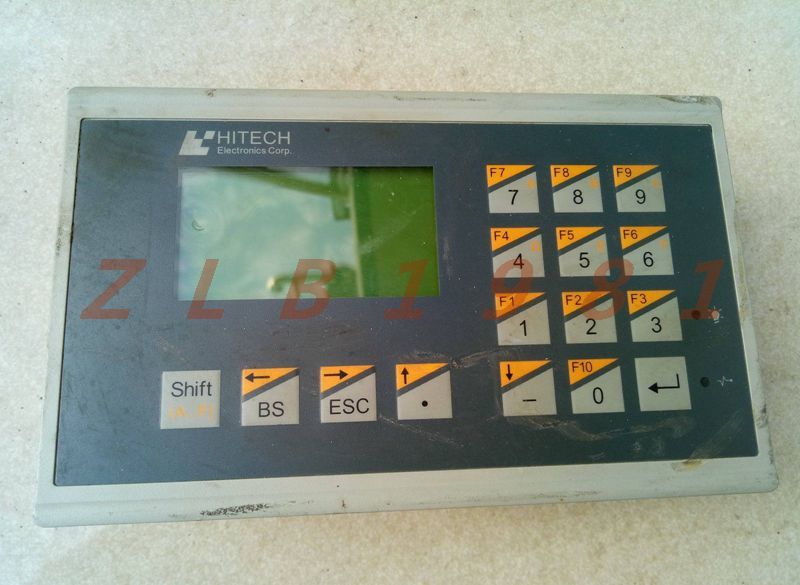 HITECH
Electronics Corp.
F7 F8 F9
7 8 9
F4 F5 F6
4 5 6
ZLB1981
F1 F2 F3
1 2 3
Shift
(A..F)
BS
ESC
.
–
F10
0